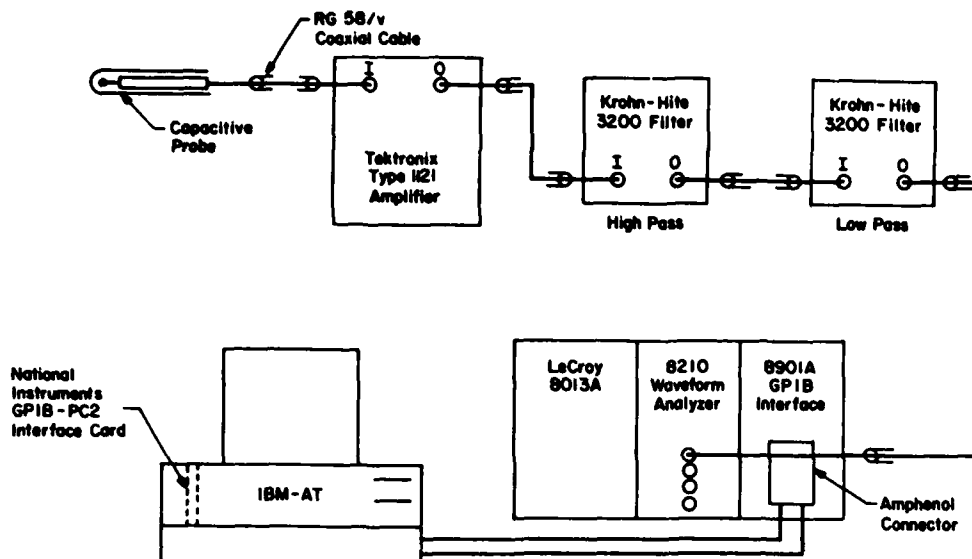 RG 58/v
Coaxial Cable
Capacitive
Probe
I O
Tektronix
Type 1121
Amplifier
Krohn-Hite
3200 Filter
I O
High Pass
Krohn-Hite
3200 Filter
I O
Low Pass
National
Instruments
GPIB-PC2
Interface Card
IBM-AT
LeCroy
8013A
8210
Waveform
Analyzer
8901A
GPIB
Interface
Amphenol
Connector